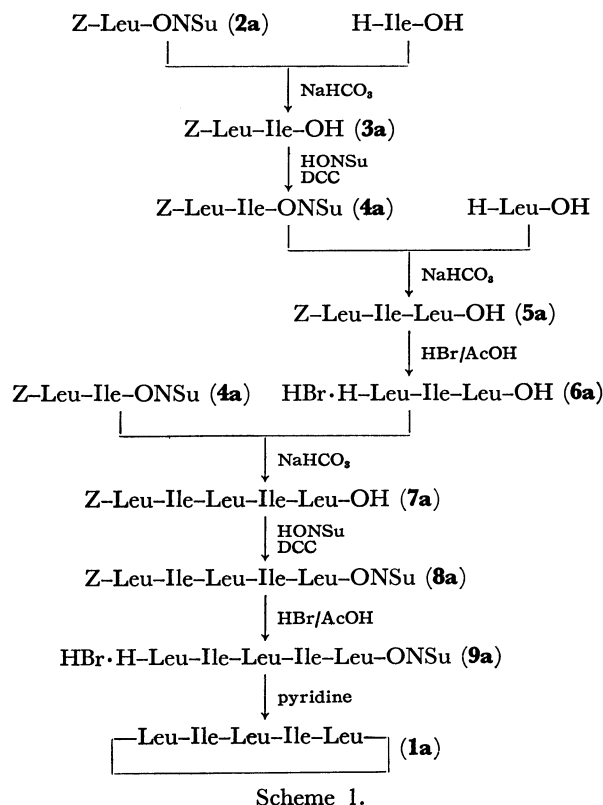 Z–Leu–ONSu (2a) H–Ile–OH
NaHCO₃
Z–Leu–Ile–OH (3a)
HONSu
DCC
Z–Leu–Ile–ONSu (4a) H–Leu–OH
NaHCO₃
Z–Leu–Ile–Leu–OH (5a)
HBr/AcOH
Z–Leu–Ile–ONSu (4a) HBr·H–Leu–Ile–Leu–OH (6a)
NaHCO₃
Z–Leu–Ile–Leu–Ile–Leu–OH (7a)
HONSu
DCC
Z–Leu–Ile–Leu–Ile–Leu–ONSu (8a)
HBr/AcOH
HBr·H–Leu–Ile–Leu–Ile–Leu–ONSu (9a)
pyridine
—Leu–Ile–Leu–Ile–Leu— (1a)
Scheme 1.